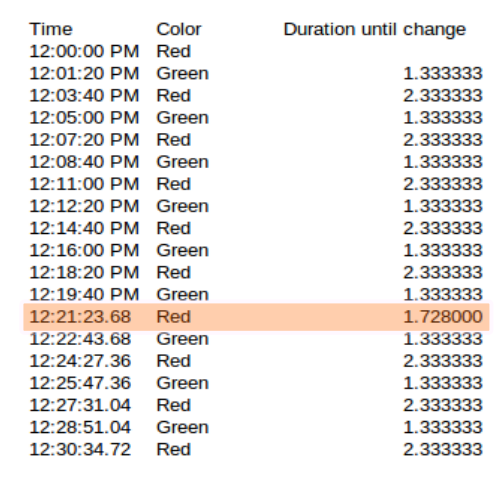 Time Color Duration until change
12:00:00 PM Red
12:01:20 PM Green 1.333333
12:03:40 PM Red 2.333333
12:05:00 PM Green 1.333333
12:07:20 PM Red 2.333333
12:08:40 PM Green 1.333333
12:11:00 PM Red 2.333333
12:12:20 PM Green 1.333333
12:14:40 PM Red 2.333333
12:16:00 PM Green 1.333333
12:18:20 PM Red 2.333333
12:19:40 PM Green 1.333333
12:21:23.68 Red 1.728000
12:22:43.68 Green 1.333333
12:24:27.36 Red 2.333333
12:25:47.36 Green 1.333333
12:27:31.04 Red 2.333333
12:28:51.04 Green 1.333333
12:30:34.72 Red 2.333333